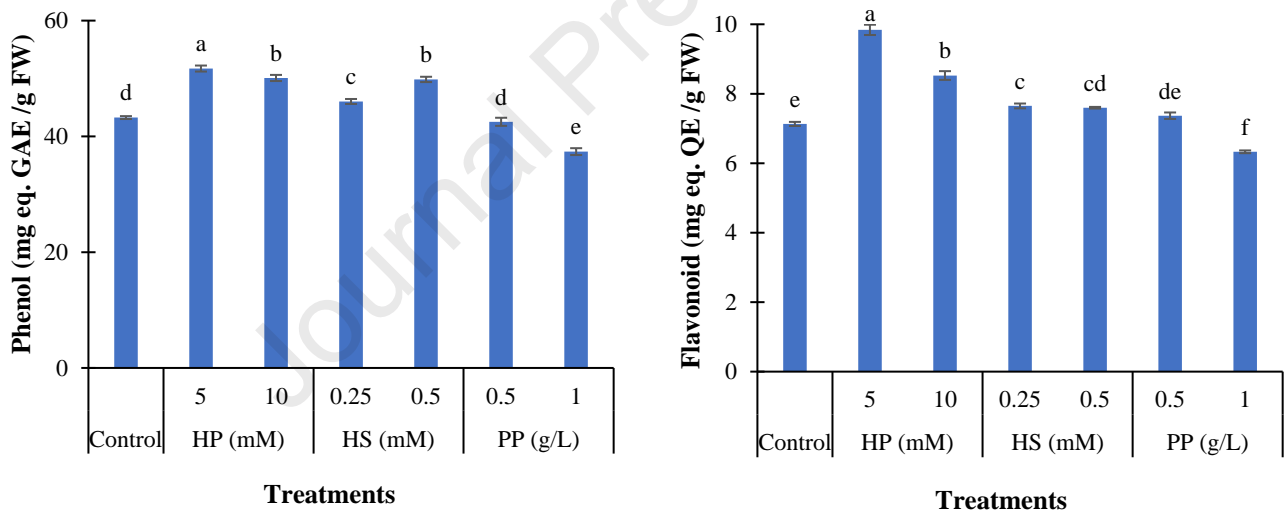 Phenol (mg eq. GAE /g FW)
60
40
20
0
d
a
b
c
b
d
e
5 10 0.25 0.5 0.5 1
Control HP (mM) HS (mM) PP (g/L)
Treatments
Flavonoid (mg eq. QE /g FW)
10
8
6
4
2
0
e
a
b
c
cd
de
f
5 10 0.25 0.5 0.5 1
Control HP (mM) HS (mM) PP (g/L)
Treatments
Journal Pre